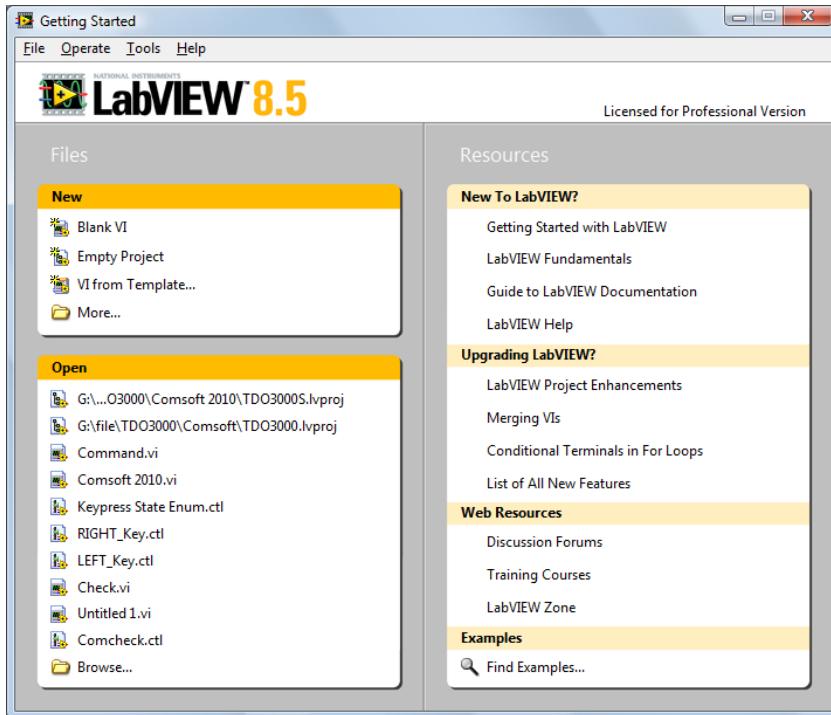 Getting Started
File Operate Tools Help
NATIONAL INSTRUMENTS
LabVIEW™ 8.5
Licensed for Professional Version
Files
New
Blank VI
Empty Project
VI from Template...
More...
Open
G:\...O3000\Comsoft 2010\TDO3000S.lvproj
G:\file\TDO3000\Comsoft\TDO3000.lvproj
Command.vi
Comsoft 2010.vi
Keypress State Enum.ctl
RIGHT_Key.ctl
LEFT_Key.ctl
Check.vi
Untitled 1.vi
Comcheck.ctl
Browse...
Resources
New To LabVIEW?
Getting Started with LabVIEW
LabVIEW Fundamentals
Guide to LabVIEW Documentation
LabVIEW Help
Upgrading LabVIEW?
LabVIEW Project Enhancements
Merging VIs
Conditional Terminals in For Loops
List of All New Features
Web Resources
Discussion Forums
Training Courses
LabVIEW Zone
Examples
Find Examples...